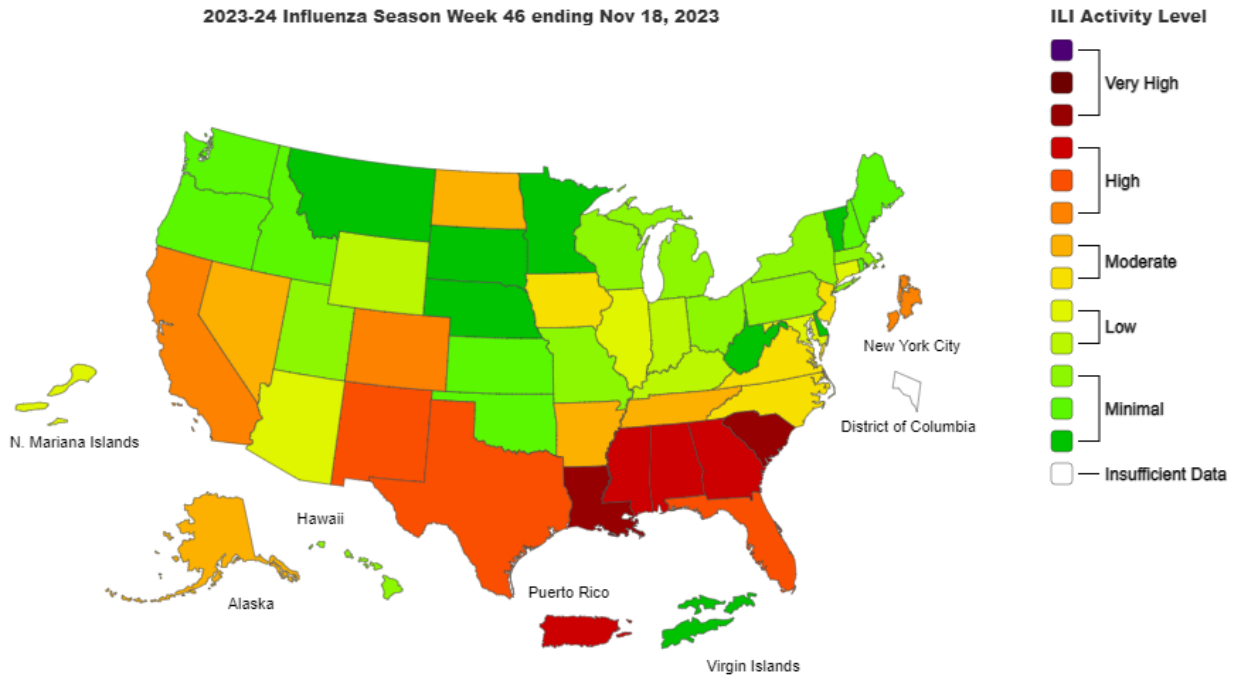 2023-24 Influenza Season Week 46 ending Nov 18, 2023
ILI Activity Level
Very High
High
Moderate
Low
Minimal
Insufficient Data
New York City
District of Columbia
N. Mariana Islands
Hawaii
Alaska
Puerto Rico
Virgin Islands